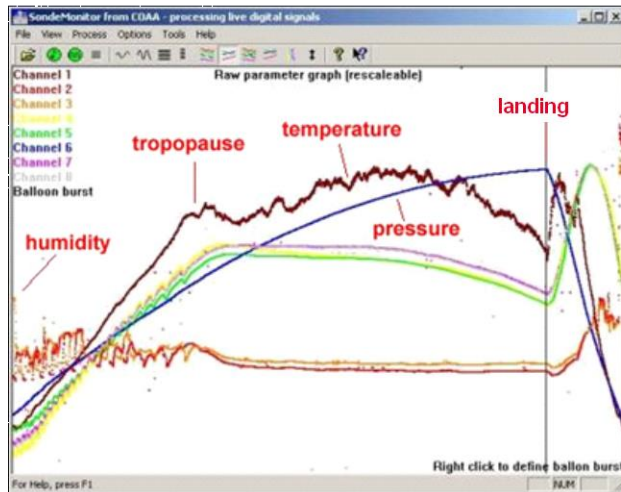 SondeMonitor from COAA - processing live digital signals
File View Process Options Tools Help
Raw parameter graph (rescaleable)
Channel 1
Channel 2
Channel 3
Channel 4
Channel 5
Channel 6
Channel 7
Channel 8
Balloon burst
landing
temperature
tropopause
pressure
humidity
Right click to define ballon burst
For Help, press F1
NUM